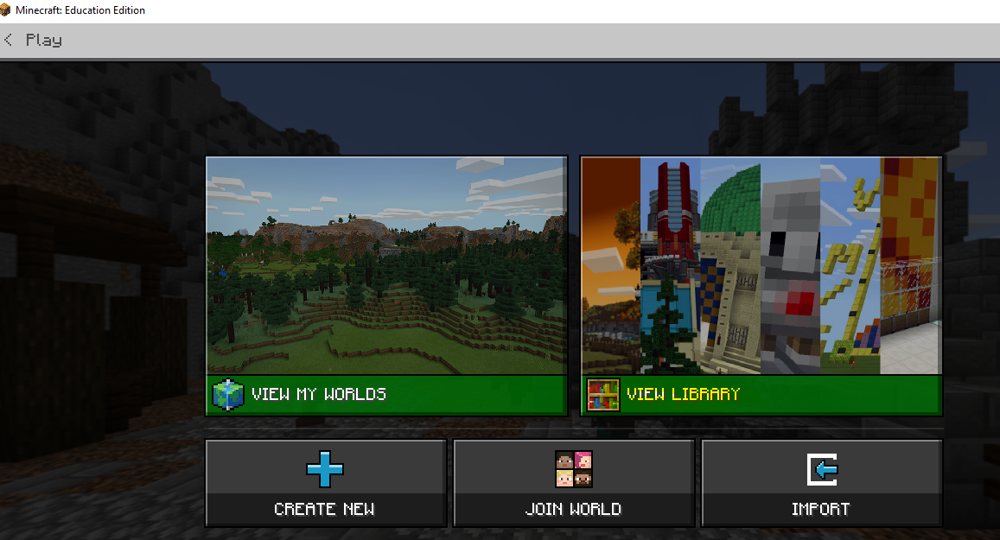 Minecraft: Education Edition
Play
VIEW MY WORLDS
VIEW LIBRARY
CREATE NEW
JOIN WORLD
IMPORT